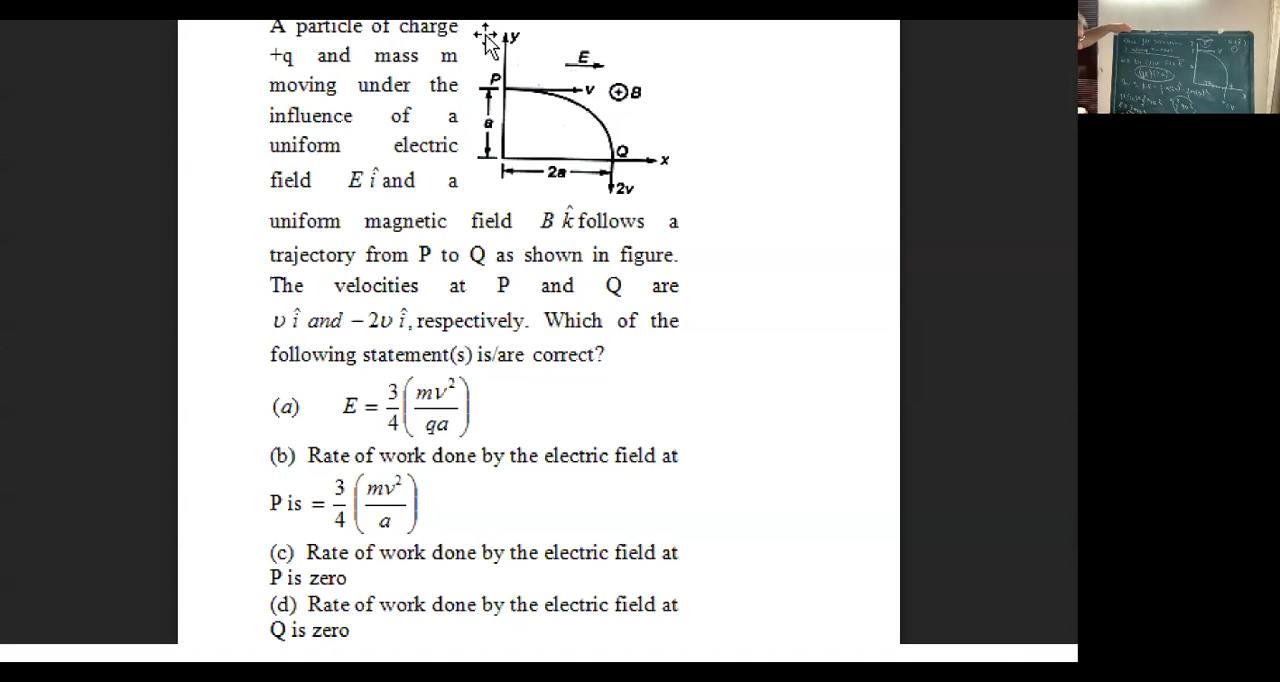 A particle of charge
+q and mass m
moving under the
influence of a
uniform electric
field E î and a
uniform magnetic field B k̂ follows a
trajectory from P to Q as shown in figure.
The velocities at P and Q are
υ î and − 2υ î, respectively. Which of the
following statement(s) is/are correct?
(a) E = 3/4 (mv²/qa)
(b) Rate of work done by the electric field at
P is = 3/4 (mv²/a)
(c) Rate of work done by the electric field at
P is zero
(d) Rate of work done by the electric field at
Q is zero
y
E
P
v
B
a
Q
x
2a
2v